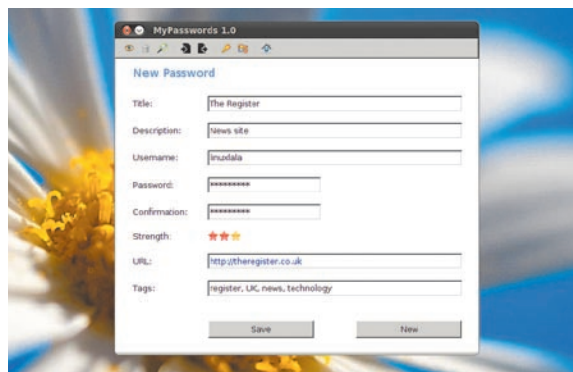 MyPasswords 1.0
New Password
Title: The Register
Description: News site
Username: linuxlala
Password: *********
Confirmation: *********
Strength:
URL: http://theregister.co.uk
Tags: register, UK, news, technology
Save New